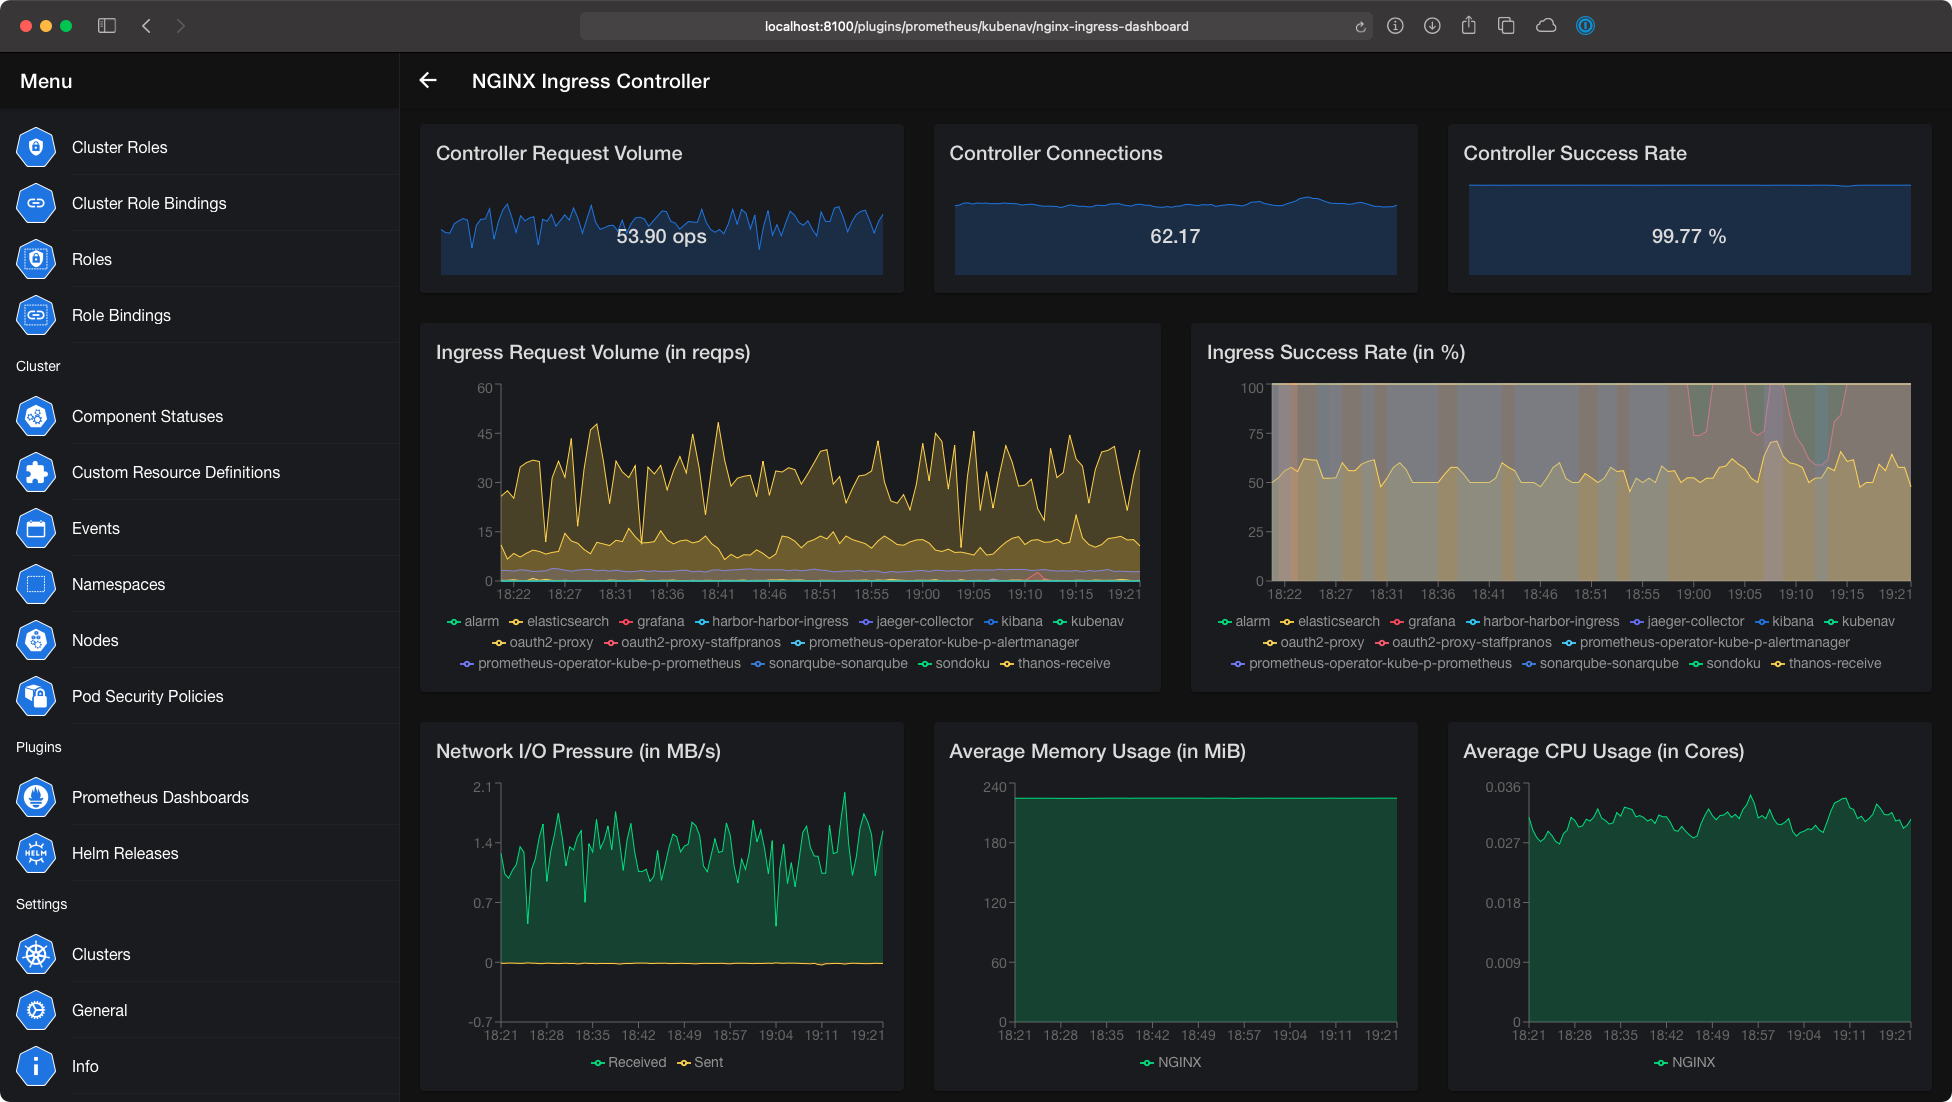 localhost:8100/plugins/prometheus/kubenav/nginx-ingress-dashboard
Menu
Cluster Roles
Cluster Role Bindings
Roles
Role Bindings
Cluster
Component Statuses
Custom Resource Definitions
Events
Namespaces
Nodes
Pod Security Policies
Plugins
Prometheus Dashboards
HELM
Helm Releases
Settings
Clusters
General
Info
NGINX Ingress Controller
Controller Request Volume
53.90 ops
Controller Connections
62.17
Controller Success Rate
99.77 %
Ingress Request Volume (in reqps)
60
45
30
15
0
18:22 18:27 18:31 18:36 18:41 18:46 18:51 18:55 19:00 19:05 19:10 19:15 19:21
alarm elasticsearch grafana harbor-harbor-ingress jaeger-collector kibana kubenav
oauth2-proxy oauth2-proxy-staffpranos prometheus-operator-kube-p-alertmanager
prometheus-operator-kube-p-prometheus sonarqube-sonarqube sondoku thanos-receive
Ingress Success Rate (in %)
100
75
50
25
0
18:22 18:27 18:31 18:36 18:41 18:46 18:51 18:55 19:00 19:05 19:10 19:15 19:21
alarm elasticsearch grafana harbor-harbor-ingress jaeger-collector kibana kubenav
oauth2-proxy oauth2-proxy-staffpranos prometheus-operator-kube-p-alertmanager
prometheus-operator-kube-p-prometheus sonarqube-sonarqube sondoku thanos-receive
Network I/O Pressure (in MB/s)
2.1
1.4
0.7
0
-0.7
18:21 18:28 18:35 18:42 18:49 18:57 19:04 19:11 19:21
Received Sent
Average Memory Usage (in MiB)
240
180
120
60
0
18:21 18:28 18:35 18:42 18:49 18:57 19:04 19:11 19:21
NGINX
Average CPU Usage (in Cores)
0.036
0.027
0.018
0.009
0
18:21 18:28 18:35 18:42 18:49 18:57 19:04 19:11 19:21
NGINX